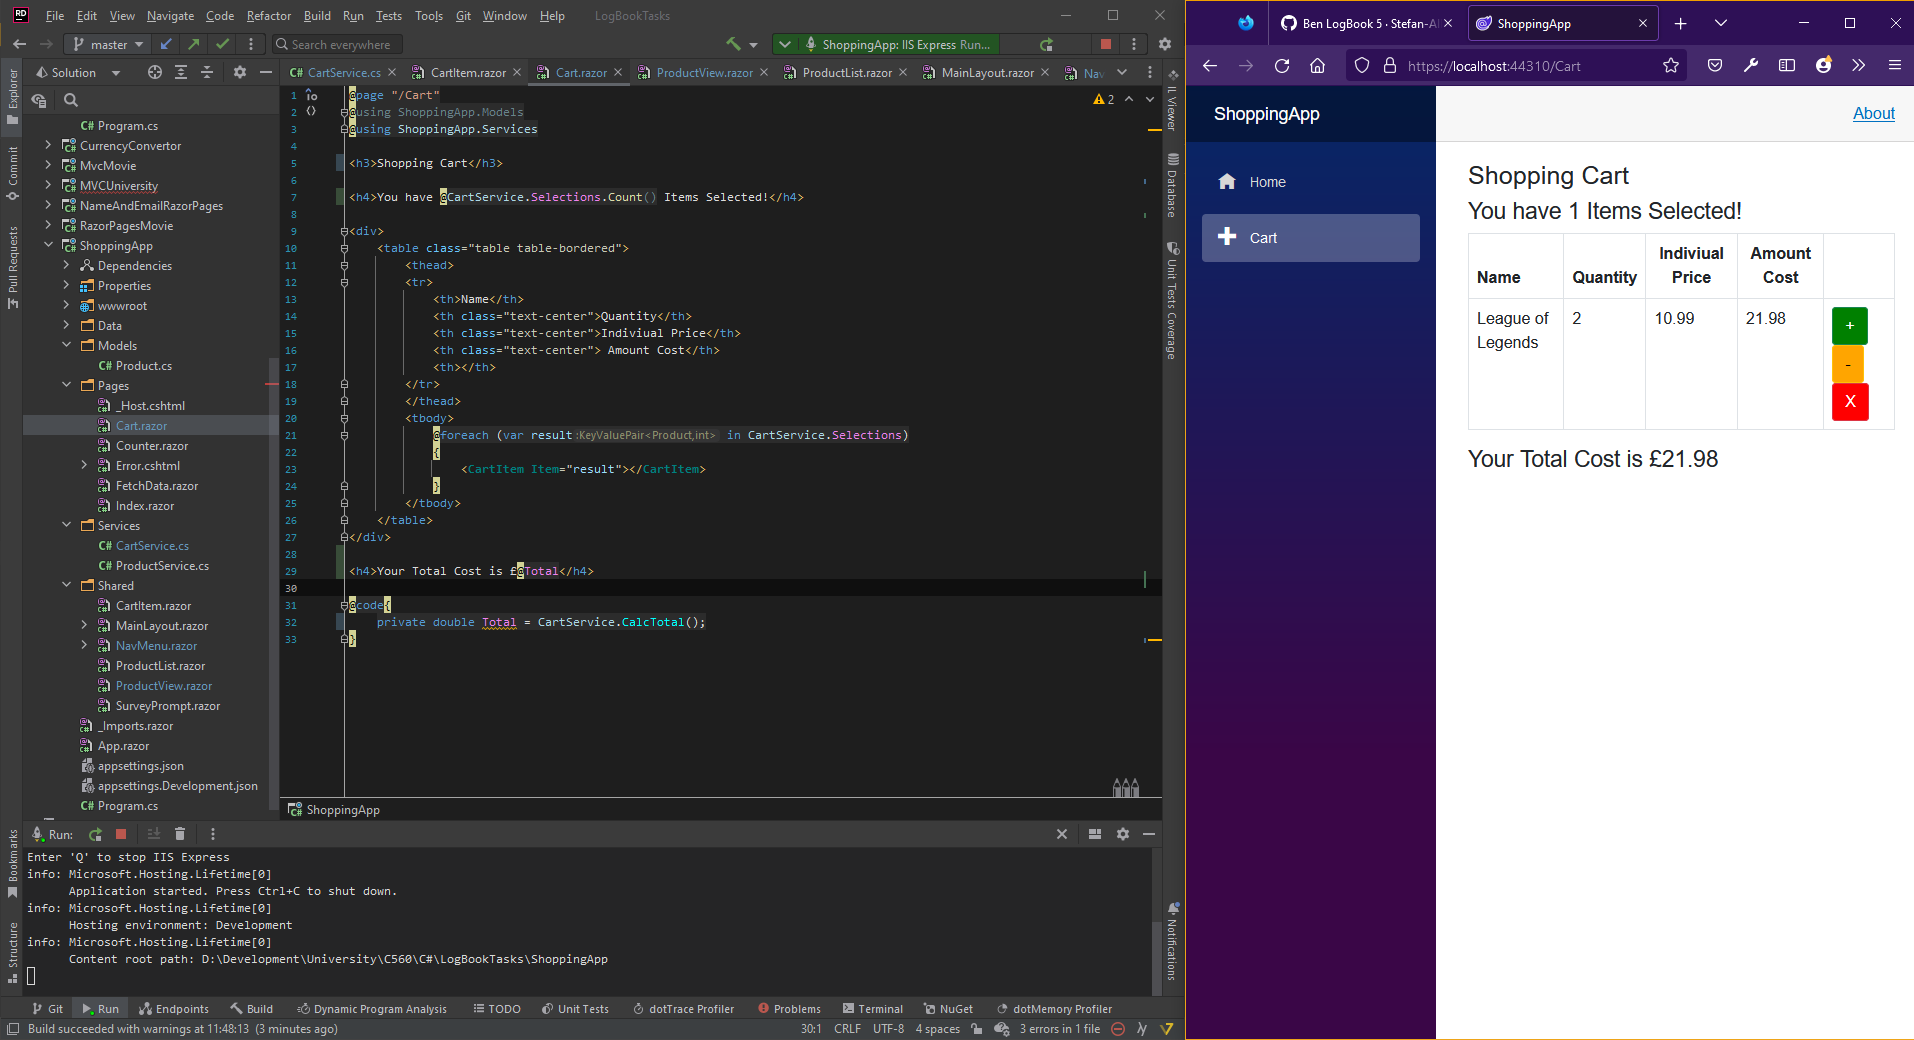 File Edit View Navigate Code Refactor Build Run Tests Tools Git Window Help LogBookTasks
master Search everywhere ShoppingApp: IIS Express Run...
Solution
CartService.cs CartItem.razor Cart.razor ProductView.razor ProductList.razor MainLayout.razor Nav
Explorer
Commit
Pull Requests
Bookmarks
Structure
Program.cs
CurrencyConvertor
MvcMovie
MVCUniversity
NameAndEmailRazorPages
RazorPagesMovie
ShoppingApp
Dependencies
Properties
wwwroot
Data
Models
Product.cs
Pages
_Host.cshtml
Cart.razor
Counter.razor
Error.cshtml
FetchData.razor
Index.razor
Services
CartService.cs
ProductService.cs
Shared
CartItem.razor
MainLayout.razor
NavMenu.razor
ProductList.razor
ProductView.razor
SurveyPrompt.razor
_Imports.razor
App.razor
appsettings.json
appsettings.Development.json
Program.cs
1 @page "/Cart"
2 @using ShoppingApp.Models
3 @using ShoppingApp.Services
4
5 <h3>Shopping Cart</h3>
6
7 <h4>You have @CartService.Selections.Count() Items Selected!</h4>
8
9 <div>
10 <table class="table table-bordered">
11 <thead>
12 <tr>
13 <th>Name</th>
14 <th class="text-center">Quantity</th>
15 <th class="text-center">Indiviual Price</th>
16 <th class="text-center"> Amount Cost</th>
17 <th></th>
18 </tr>
19 </thead>
20 <tbody>
21 @foreach (var result :KeyValuePair<Product,int> in CartService.Selections)
22 {
23 <CartItem Item="result"></CartItem>
24 }
25 </tbody>
26 </table>
27 </div>
28
29 <h4>Your Total Cost is £@Total</h4>
30
31 @code{
32 private double Total = CartService.CalcTotal();
33 }
2
IL Viewer
Database
Unit Tests Coverage
Notifications
ShoppingApp
Run:
Enter 'Q' to stop IIS Express
info: Microsoft.Hosting.Lifetime[0]
Application started. Press Ctrl+C to shut down.
info: Microsoft.Hosting.Lifetime[0]
Hosting environment: Development
info: Microsoft.Hosting.Lifetime[0]
Content root path: D:\Development\University\C560\C#\LogBookTasks\ShoppingApp
Git Run Endpoints Build Dynamic Program Analysis TODO Unit Tests dotTrace Profiler Problems Terminal NuGet dotMemory Profiler
Build succeeded with warnings at 11:48:13 (3 minutes ago) 30:1 CRLF UTF-8 4 spaces 3 errors in 1 file
Ben LogBook 5 · Stefan-Al ShoppingApp
https://localhost:44310/Cart
ShoppingApp
About
Home
Cart
Shopping Cart
You have 1 Items Selected!
Name Quantity Indiviual Price Amount Cost
League of Legends 2 10.99 21.98
+
-
X
Your Total Cost is £21.98